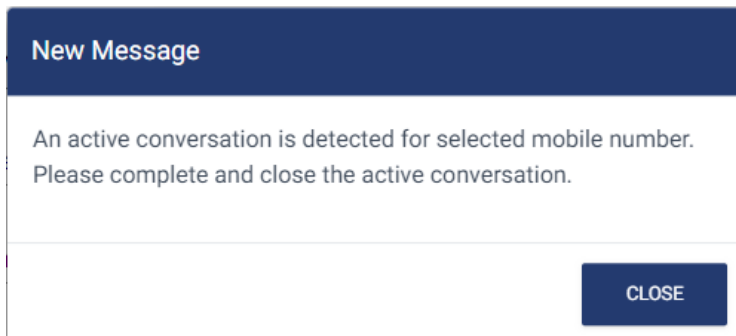 New Message
An active conversation is detected for selected mobile number.
Please complete and close the active conversation.
CLOSE